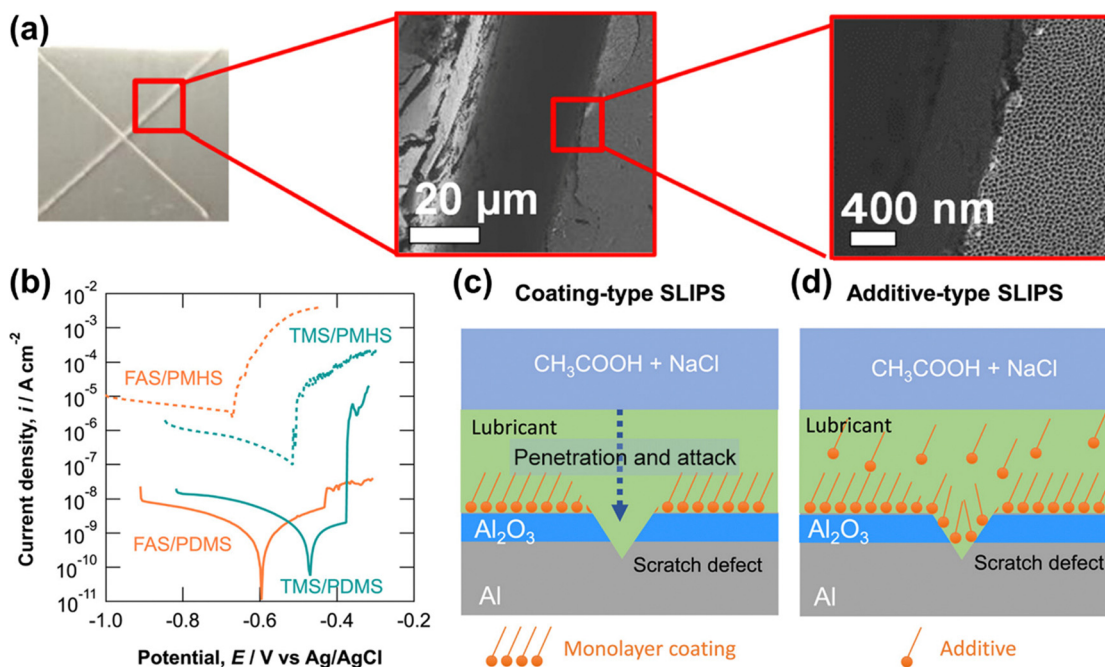 (a)
20 μm
400 nm
(b)
10⁻²
10⁻³
10⁻⁴
10⁻⁵
10⁻⁶
10⁻⁷
10⁻⁸
10⁻⁹
10⁻¹⁰
10⁻¹¹
Current density, i / A cm⁻²
TMS/PMHS
FAS/PMHS
FAS/PDMS
TMS/PDMS
-1.0 -0.8 -0.6 -0.4 -0.2
Potential, E / V vs Ag/AgCl
(c) Coating-type SLIPS
CH₃COOH + NaCl
Lubricant
Penetration and attack
Al₂O₃
Scratch defect
Al
Monolayer coating
(d) Additive-type SLIPS
CH₃COOH + NaCl
Lubricant
Al₂O₃
Scratch defect
Al
Additive